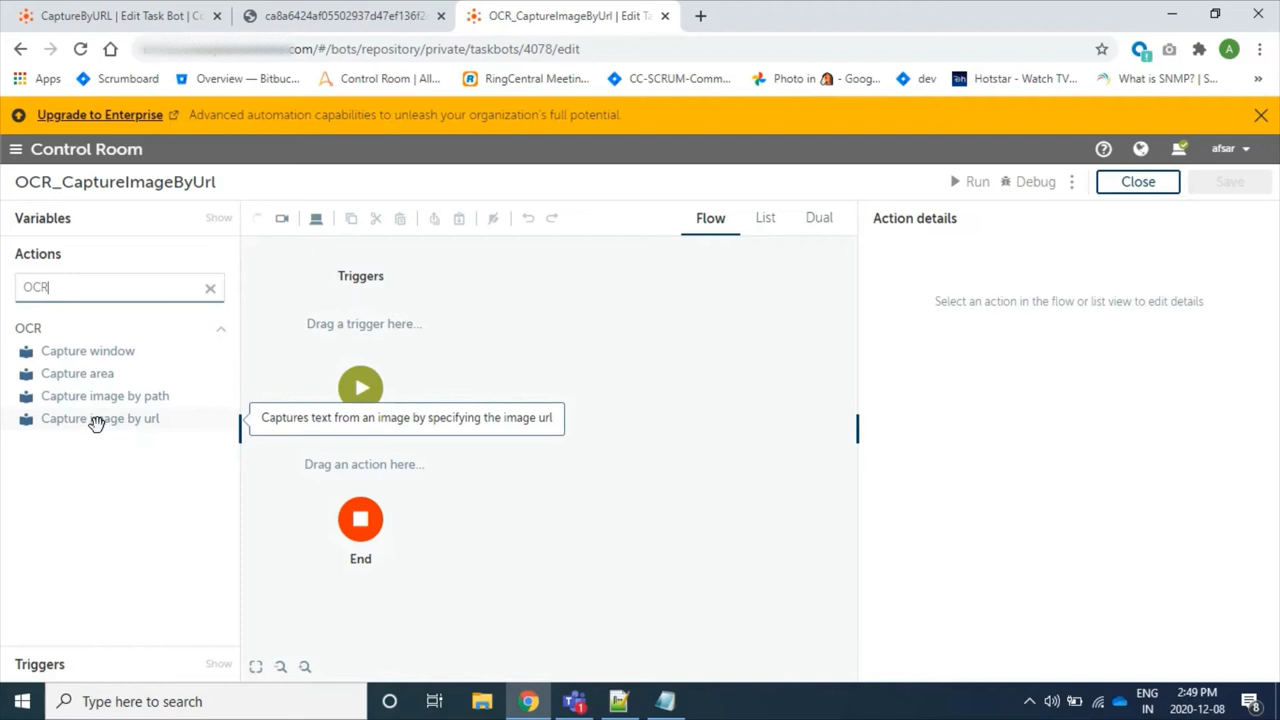 CaptureByURL | Edit Task Bot | Co
ca8a6424af05502937d47ef136f2
OCR_CaptureImageByUrl | Edit Ta
com/#/bots/repository/private/taskbots/4078/edit
A
Apps
Scrumboard
Overview — Bitbuc...
Control Room | All...
RingCentral Meetin...
CC-SCRUM-Comm...
Photo in - Goog...
dev
Hotstar - Watch TV...
What is SNMP? | S...
»
Upgrade to Enterprise
Advanced automation capabilities to unleash your organization's full potential.
Control Room
afsar
OCR_CaptureImageByUrl
Run
Debug
Close
Save
Variables
Show
Flow
List
Dual
Action details
Actions
OCR
Triggers
Select an action in the flow or list view to edit details
Drag a trigger here...
OCR
Capture window
Capture area
Capture image by path
Capture image by url
Captures text from an image by specifying the image url
Drag an action here...
End
Triggers
Show
Type here to search
ENG
IN
2:49 PM
2020-12-08
8